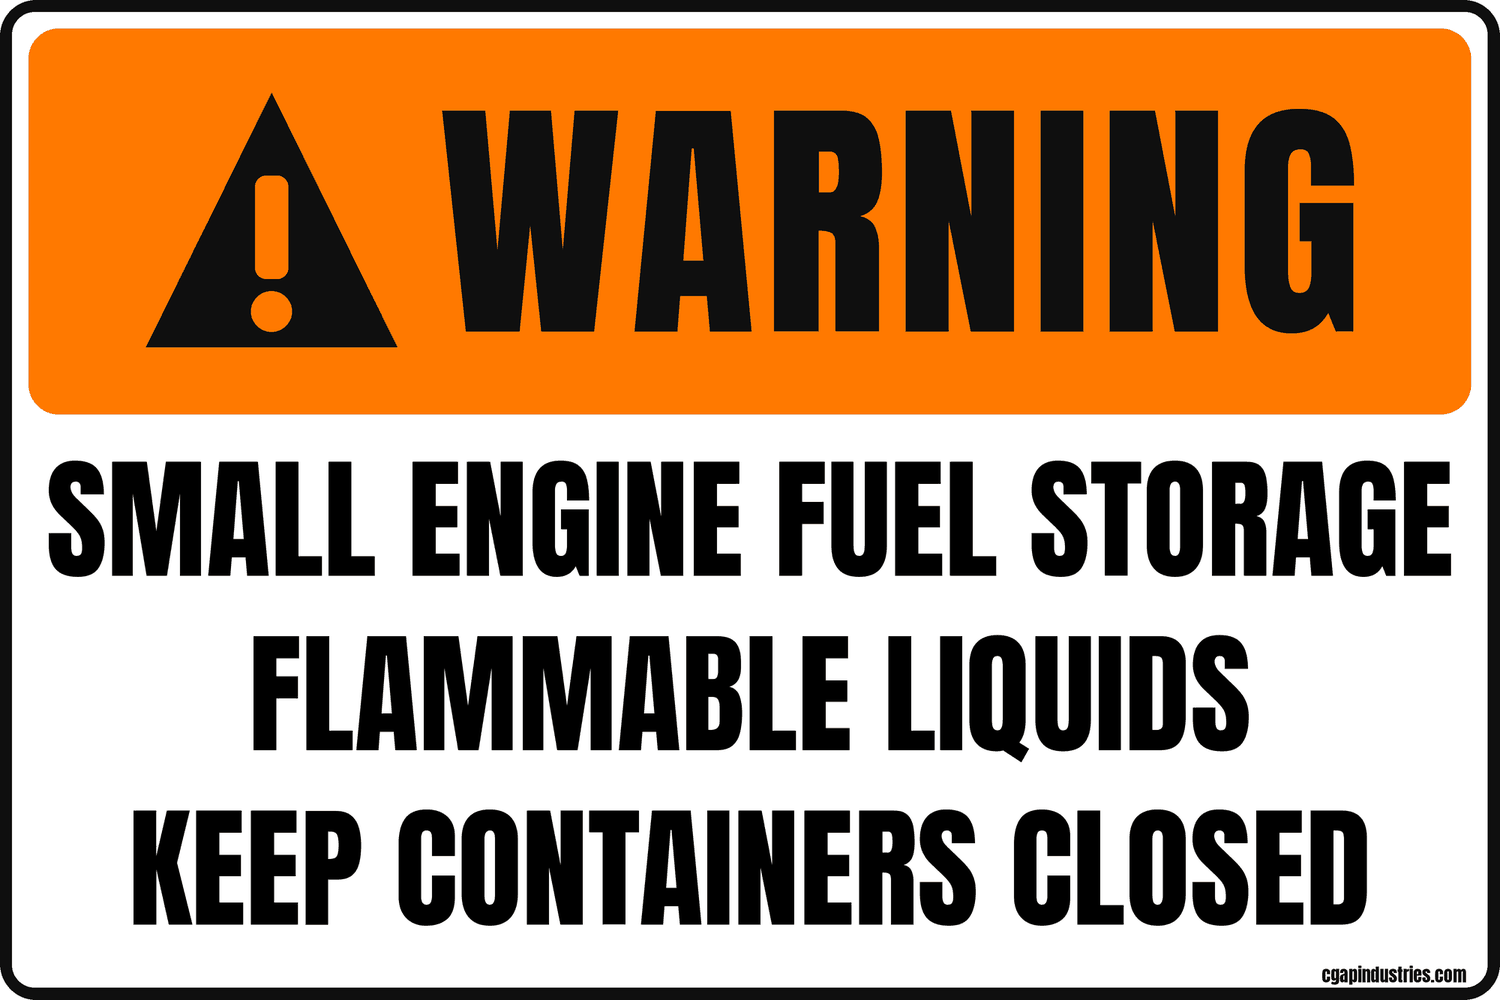 WARNING
SMALL ENGINE FUEL STORAGE
FLAMMABLE LIQUIDS
KEEP CONTAINERS CLOSED
cgapindustries.com